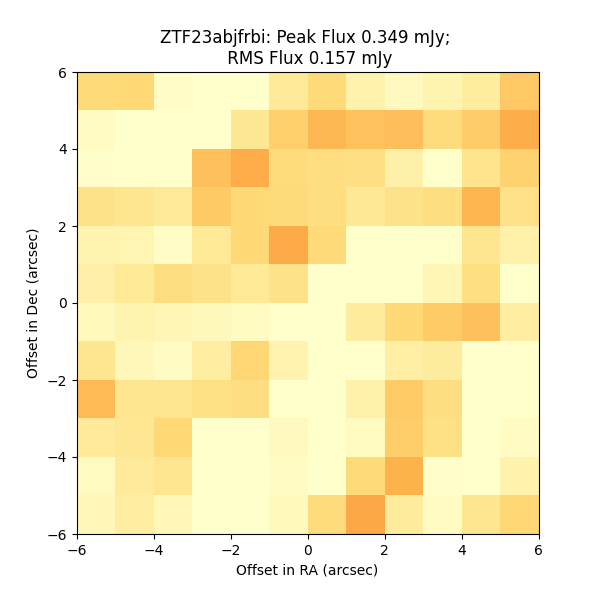 ZTF23abjfrbi: Peak Flux 0.349 mJy;
RMS Flux 0.157 mJy
6
4
2
0
−2
−4
−6
Offset in Dec (arcsec)
−6 −4 −2 0 2 4 6
Offset in RA (arcsec)